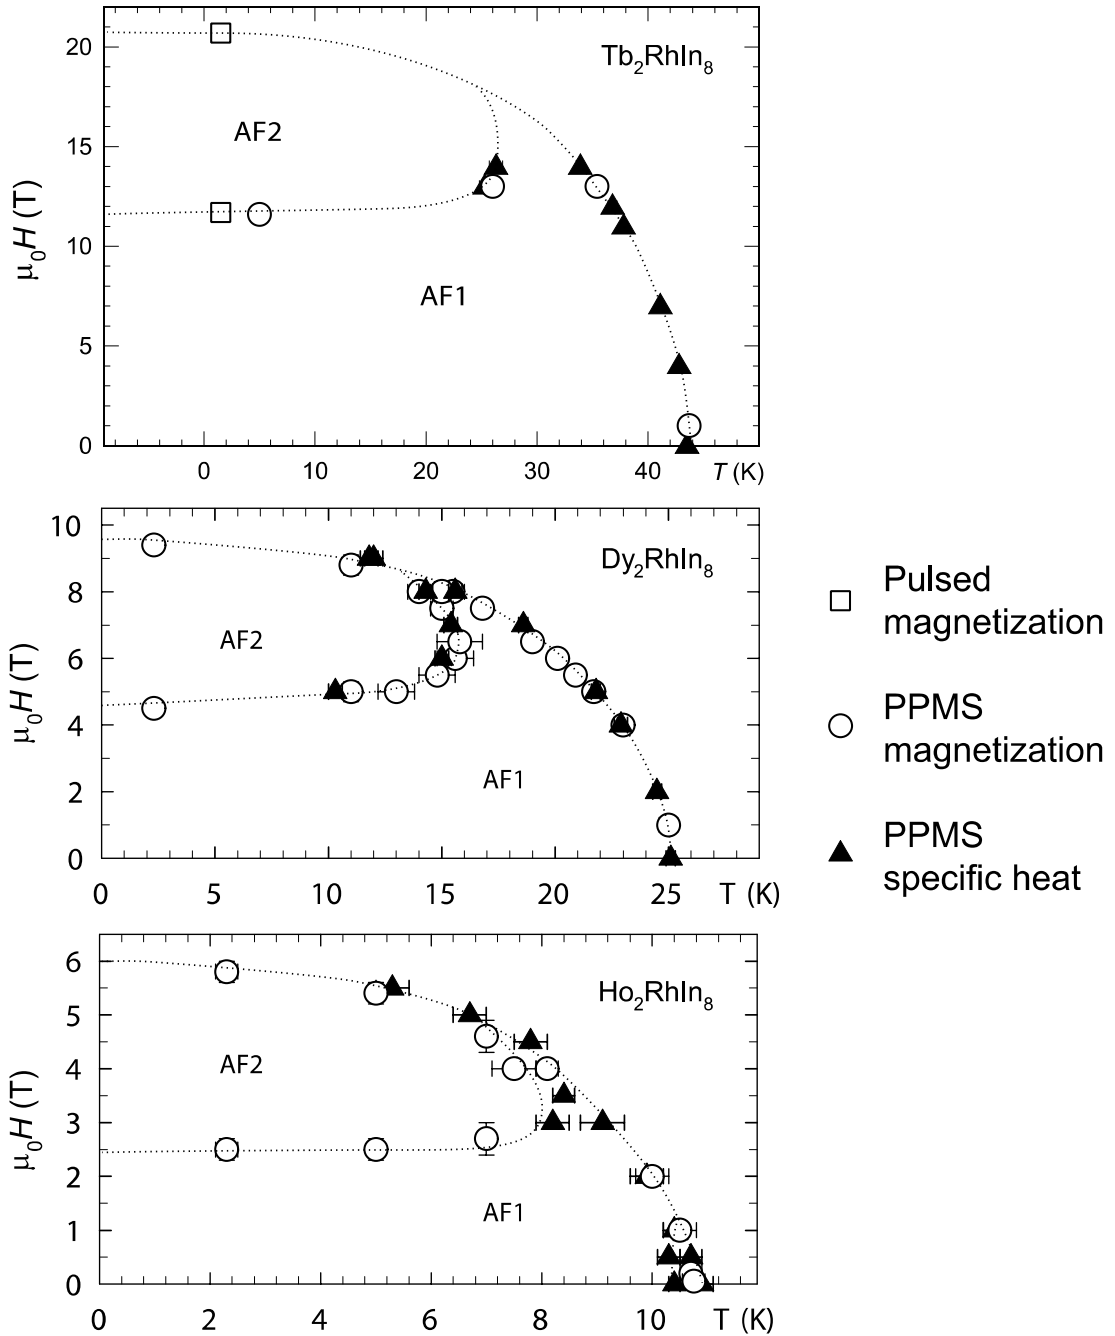 Tb₂RhIn₈
20
15
10
5
0
AF2
AF1
μ₀H (T)
0
10
20
30
40
T (K)
Dy₂RhIn₈
10
8
6
4
2
0
AF2
AF1
μ₀H (T)
0
5
10
15
20
25
T (K)
Ho₂RhIn₈
6
5
4
3
2
1
0
AF2
AF1
μ₀H (T)
0
2
4
6
8
10
T (K)
Pulsed
magnetization
PPMS
magnetization
PPMS
specific heat